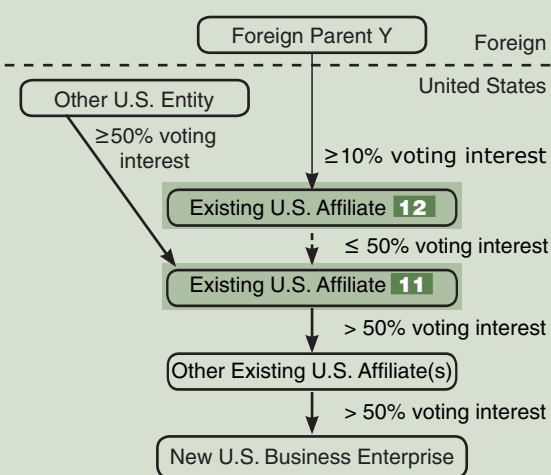 Foreign Parent Y
Foreign
United States
Other U.S. Entity
≥50% voting
interest
≥10% voting interest
Existing U.S. Affiliate 12
≤ 50% voting interest
Existing U.S. Affiliate 11
> 50% voting interest
Other Existing U.S. Affiliate(s)
> 50% voting interest
New U.S. Business Enterprise